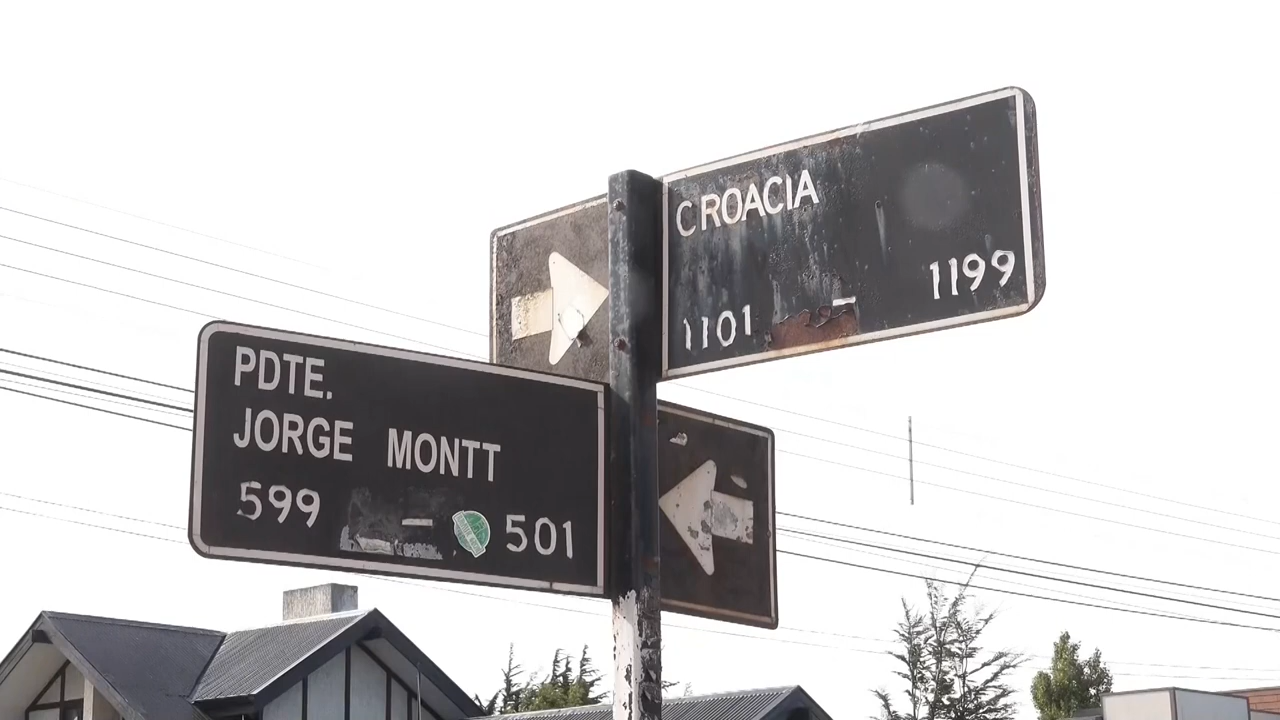 CROACIA
1101 - 1199
PDTE.
JORGE MONTT
599 - 501